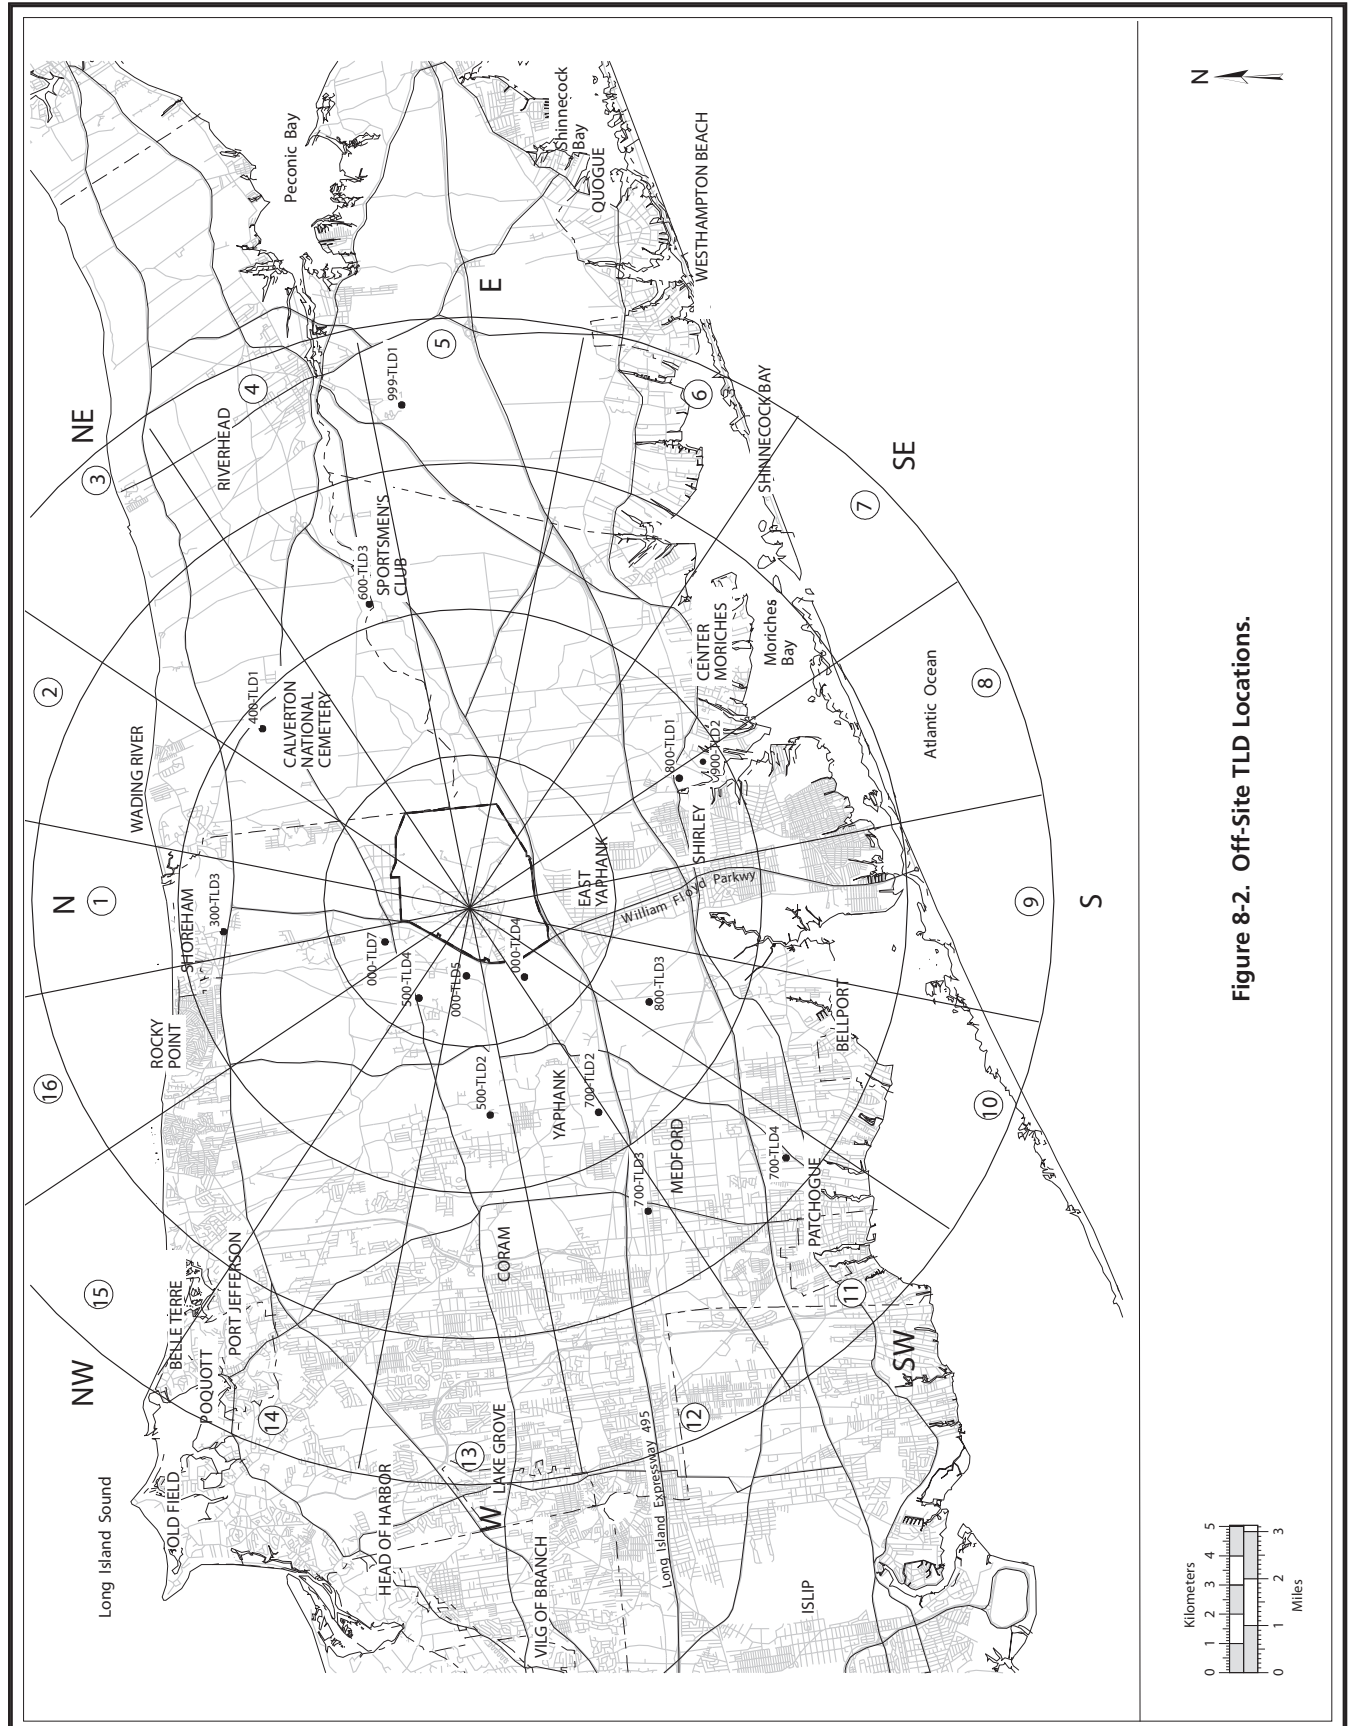 N
Long Island Sound
NW
15
16
N
1
2
3
NE
BELLE TERRE
POQUOTT
PORT JEFFERSON
OLD FIELD
14
HEAD OF HARBOR
13
LAKE GROVE
W
VILG OF BRANCH
ISLIP
Long Island Expressway 495
12
CORAM
ROCKY
POINT
SHOREHAM
300-TLD3
WADING RIVER
400-TLD1
CALVERTON
NATIONAL
CEMETERY
RIVERHEAD
4
Peconic Bay
000-TLD7
500-TLD4
000-TLD5
000-TLD4
500-TLD2
YAPHANK
700-TLD2
700-TLD3
MEDFORD
700-TLD4
PATCHOGUE
11
SW
600-TLD3
SPORTSMEN'S
CLUB
999-TLD1
5
E
Shinnecock
Bay
QUOGUE
WESTHAMPTON BEACH
6
EAST
YAPHANK
William Floyd Parkwy
800-TLD3
BELLPORT
SHIRLEY
800-TLD1
900-TLD2
CENTER
MORICHES
Moriches
Bay
SHINNECOCK BAY
SE
7
8
Atlantic Ocean
9
S
10
Kilometers
0 1 2 3 4 5
0 1 2 3
Miles
Figure 8-2. Off-Site TLD Locations.